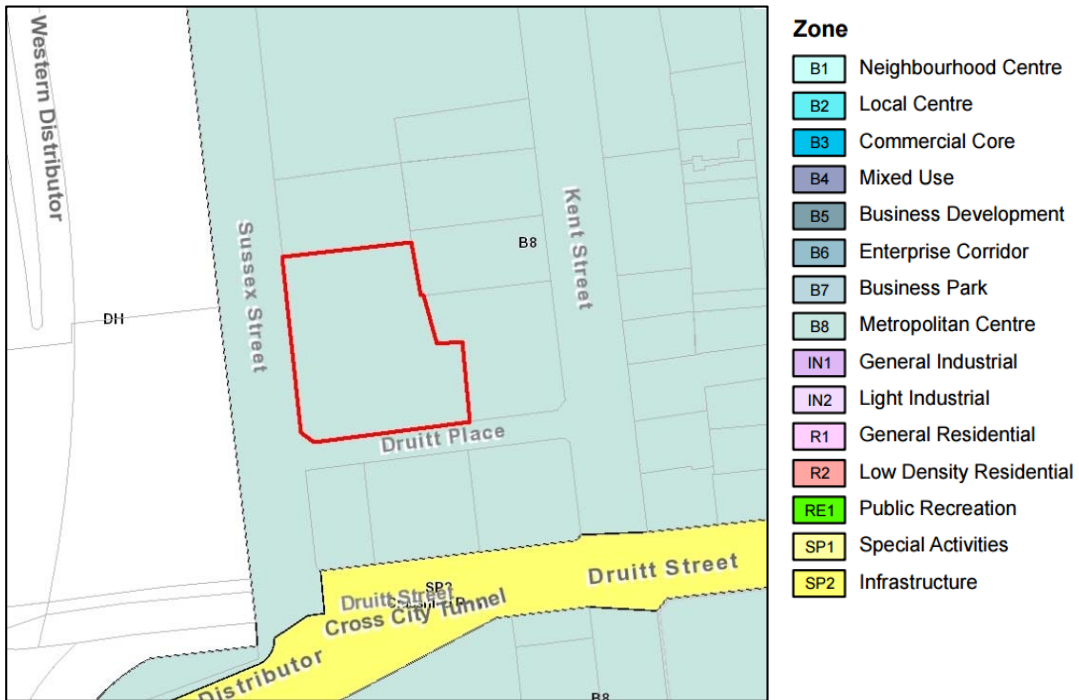 Western Distributor
Sussex Street
Kent Street
B8
DH
Druitt Place
SP2
Druitt Street
Druitt Street
Cross City Tunnel
Distributor
B8
Zone
B1 Neighbourhood Centre
B2 Local Centre
B3 Commercial Core
B4 Mixed Use
B5 Business Development
B6 Enterprise Corridor
B7 Business Park
B8 Metropolitan Centre
IN1 General Industrial
IN2 Light Industrial
R1 General Residential
R2 Low Density Residential
RE1 Public Recreation
SP1 Special Activities
SP2 Infrastructure